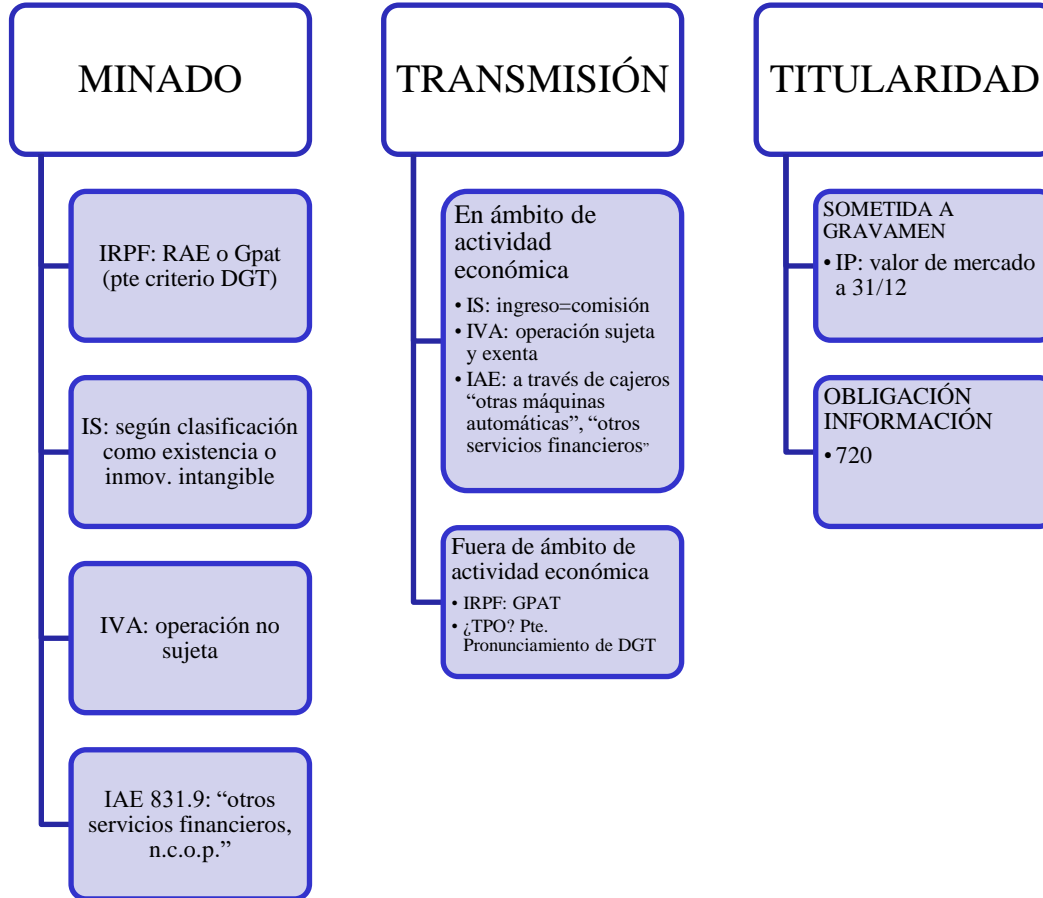 MINADO
IRPF: RAE o Gpat
(pte criterio DGT)
IS: según clasificación
como existencia o
inmov. intangible
IVA: operación no
sujeta
IAE 831.9: “otros
servicios financieros,
n.c.o.p.”
TRANSMISIÓN
En ámbito de
actividad
económica
• IS: ingreso=comisión
• IVA: operación sujeta
y exenta
• IAE: a través de cajeros
“otras máquinas
automáticas”, “otros
servicios financieros”
Fuera de ámbito de
actividad económica
• IRPF: GPAT
• ¿TPO? Pte.
Pronunciamiento de DGT
TITULARIDAD
SOMETIDA A
GRAVAMEN
• IP: valor de mercado
a 31/12
OBLIGACIÓN
INFORMACIÓN
• 720